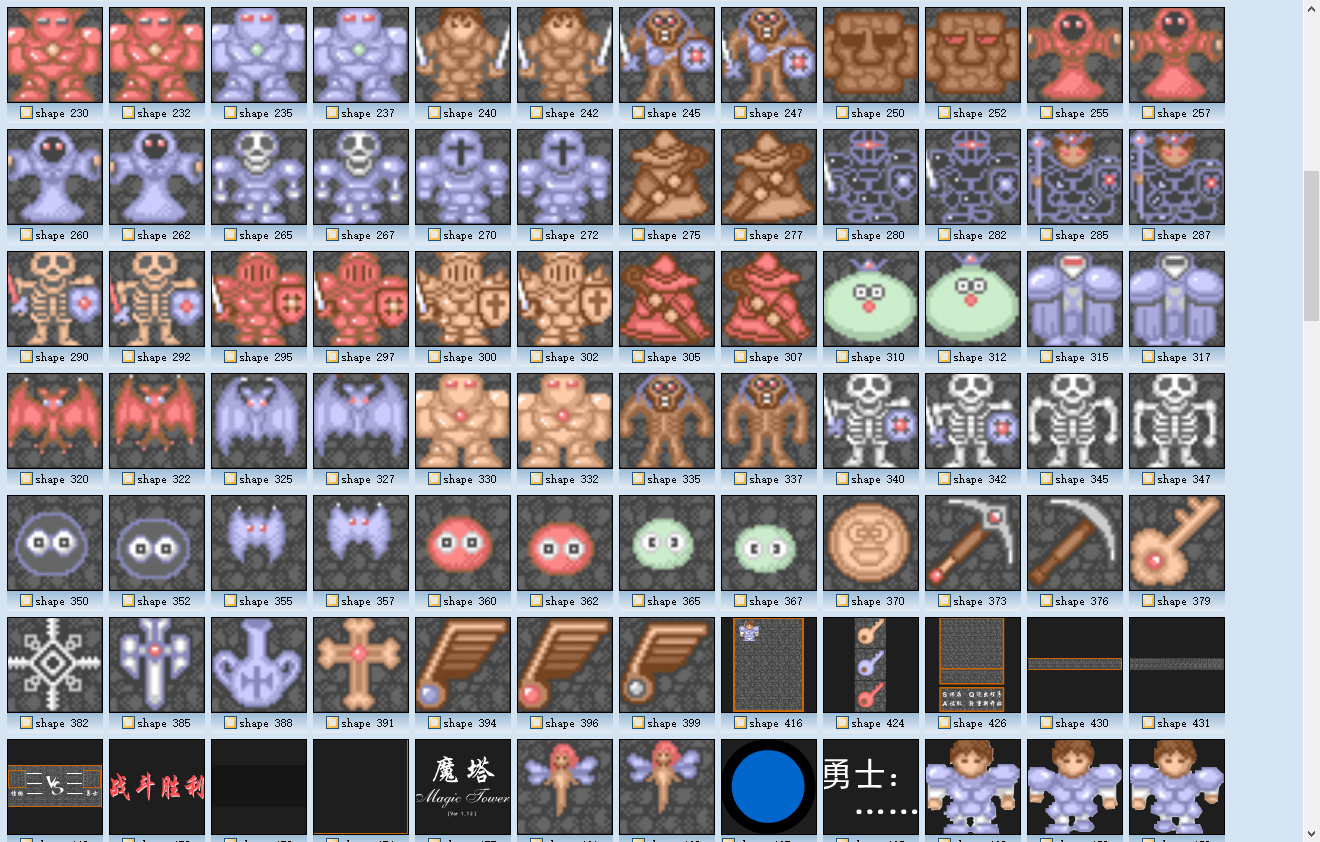 shape 230 shape 232 shape 235 shape 237 shape 240 shape 242 shape 245 shape 247 shape 250 shape 252 shape 255 shape 257
shape 260 shape 262 shape 265 shape 267 shape 270 shape 272 shape 275 shape 277 shape 280 shape 282 shape 285 shape 287
shape 290 shape 292 shape 295 shape 297 shape 300 shape 302 shape 305 shape 307 shape 310 shape 312 shape 315 shape 317
shape 320 shape 322 shape 325 shape 327 shape 330 shape 332 shape 335 shape 337 shape 340 shape 342 shape 345 shape 347
shape 350 shape 352 shape 355 shape 357 shape 360 shape 362 shape 365 shape 367 shape 370 shape 373 shape 376 shape 379
shape 382 shape 385 shape 388 shape 391 shape 394 shape 396 shape 399 shape 416 shape 424 shape 426 shape 430 shape 431
VS
战斗胜利
魔塔
Magic Tower
(Ver 1.12)
勇士：
……